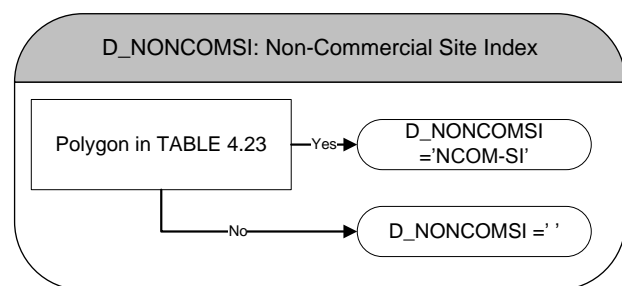 D_NONCOMSI: Non-Commercial Site Index
Polygon in TABLE 4.23
Yes
D_NONCOMSI
='NCOM-SI’
No
D_NONCOMSI =’ ’